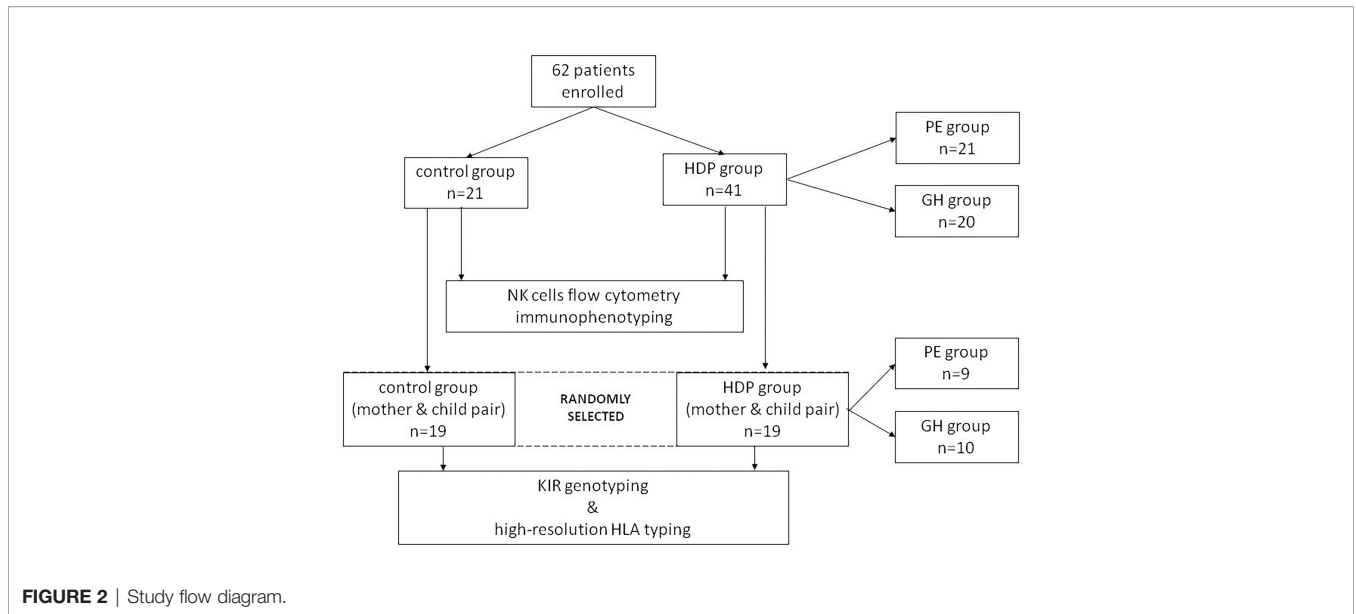 62 patients
enrolled
control group
n=21
HDP group
n=41
PE group
n=21
GH group
n=20
NK cells flow cytometry
immunophenotyping
control group
(mother & child pair)
n=19
RANDOMLY
SELECTED
HDP group
(mother & child pair)
n=19
PE group
n=9
GH group
n=10
KIR genotyping
&
high-resolution HLA typing
FIGURE 2 | Study flow diagram.